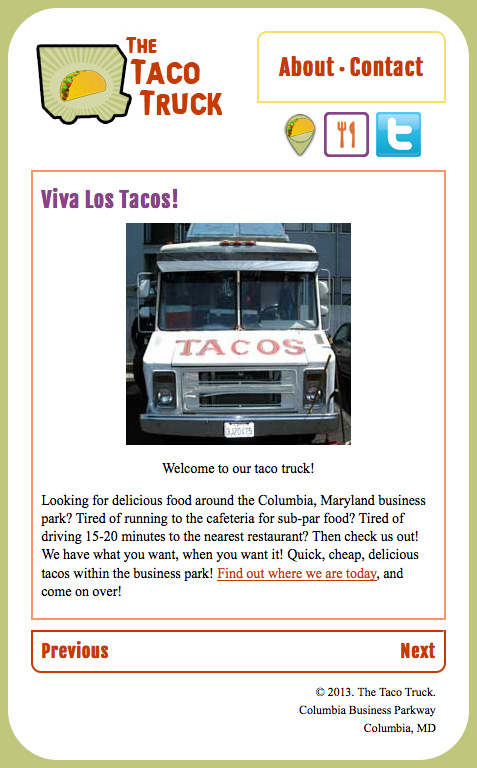 The
Taco
Truck
About · Contact
Viva Los Tacos!
TACOS
Welcome to our taco truck!
Looking for delicious food around the Columbia, Maryland business
park? Tired of running to the cafeteria for sub-par food? Tired of
driving 15-20 minutes to the nearest restaurant? Then check us out!
We have what you want, when you want it! Quick, cheap, delicious
tacos within the business park! Find out where we are today, and
come on over!
Previous
Next
© 2013. The Taco Truck.
Columbia Business Parkway
Columbia, MD